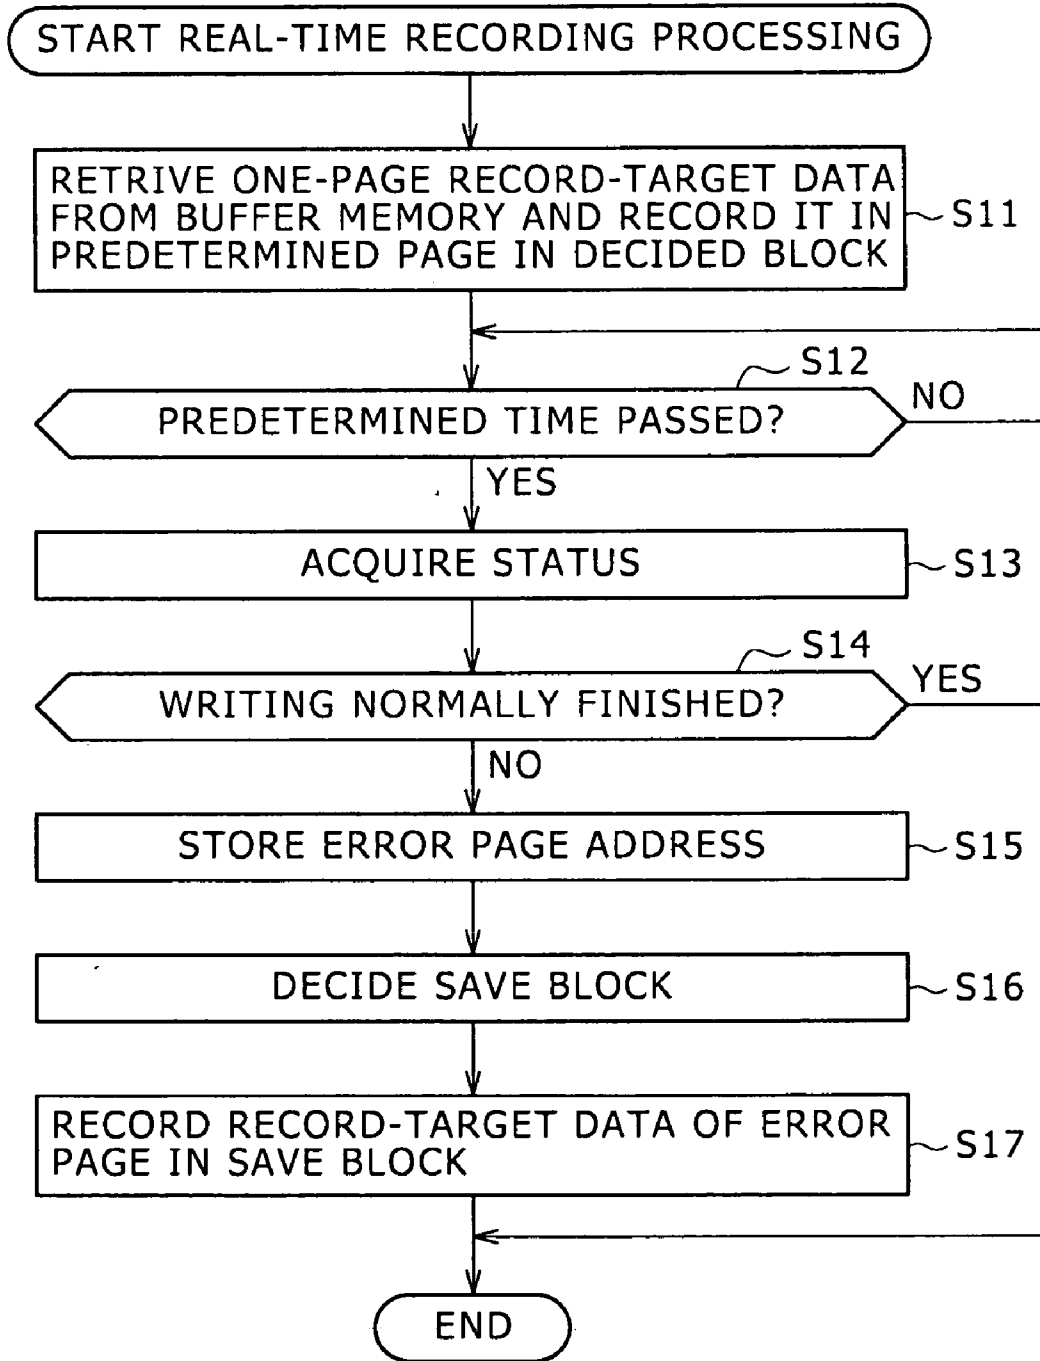 START REAL-TIME RECORDING PROCESSING
RETRIVE ONE-PAGE RECORD-TARGET DATA
FROM BUFFER MEMORY AND RECORD IT IN
PREDETERMINED PAGE IN DECIDED BLOCK
S11
S12
PREDETERMINED TIME PASSED?
NO
YES
ACQUIRE STATUS
S13
S14
WRITING NORMALLY FINISHED?
YES
NO
STORE ERROR PAGE ADDRESS
S15
DECIDE SAVE BLOCK
S16
RECORD RECORD-TARGET DATA OF ERROR
PAGE IN SAVE BLOCK
S17
END